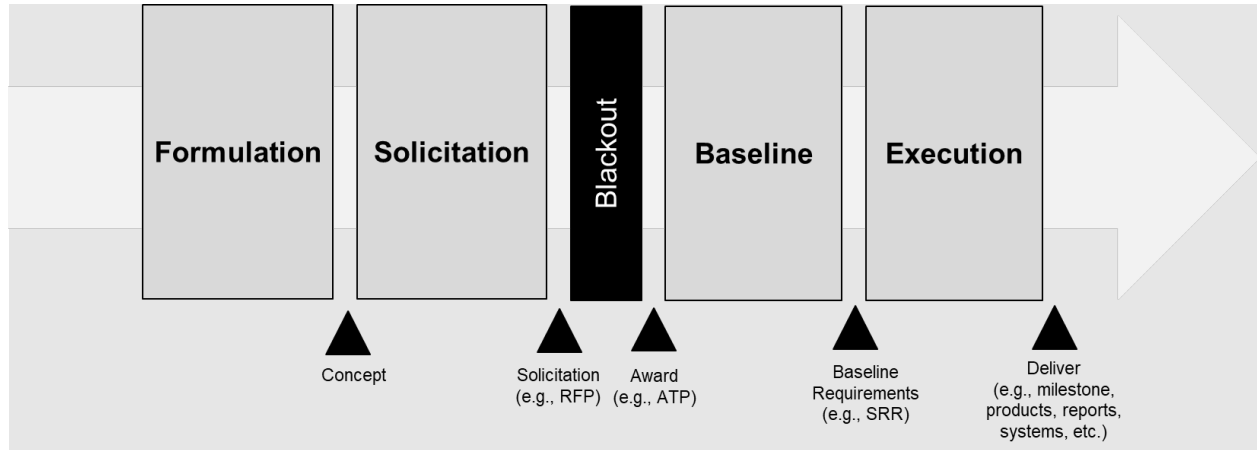 Formulation
Solicitation
Blackout
Baseline
Execution
Concept
Solicitation
(e.g., RFP)
Award
(e.g., ATP)
Baseline
Requirements
(e.g., SRR)
Deliver
(e.g., milestone,
products, reports,
systems, etc.)